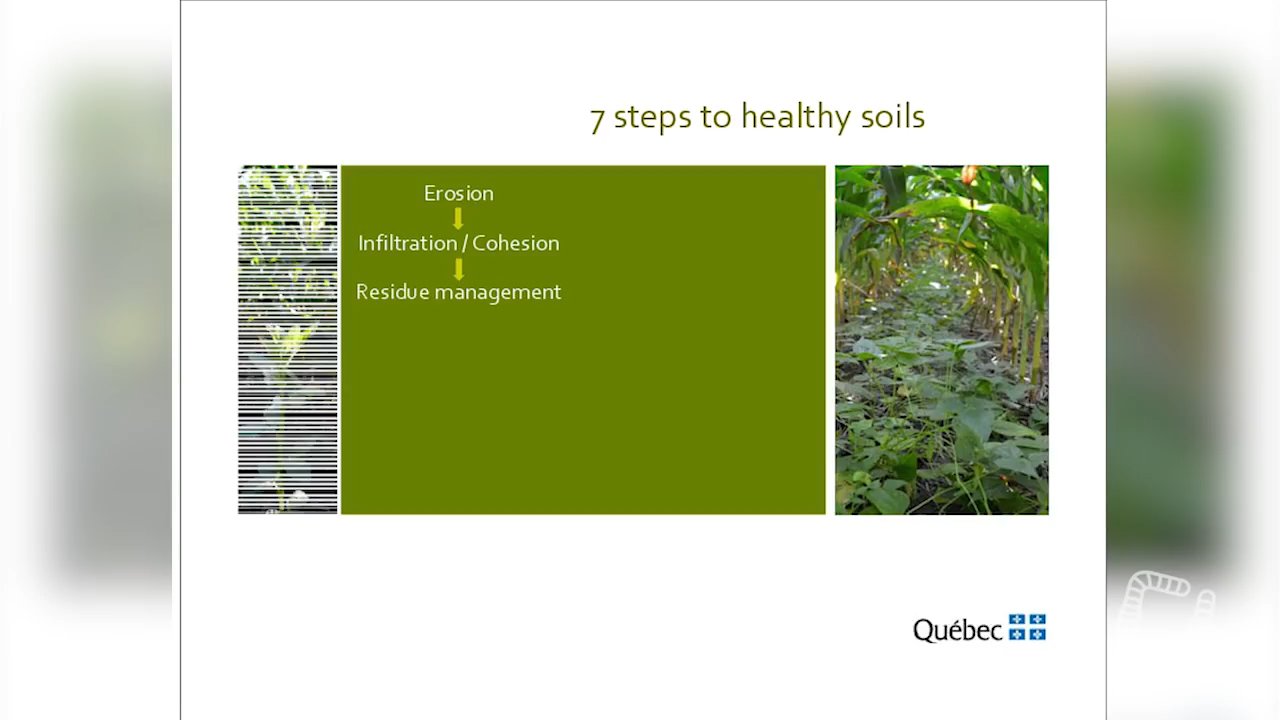 7 steps to healthy soils
Erosion
Infiltration / Cohesion
Residue management
Québec